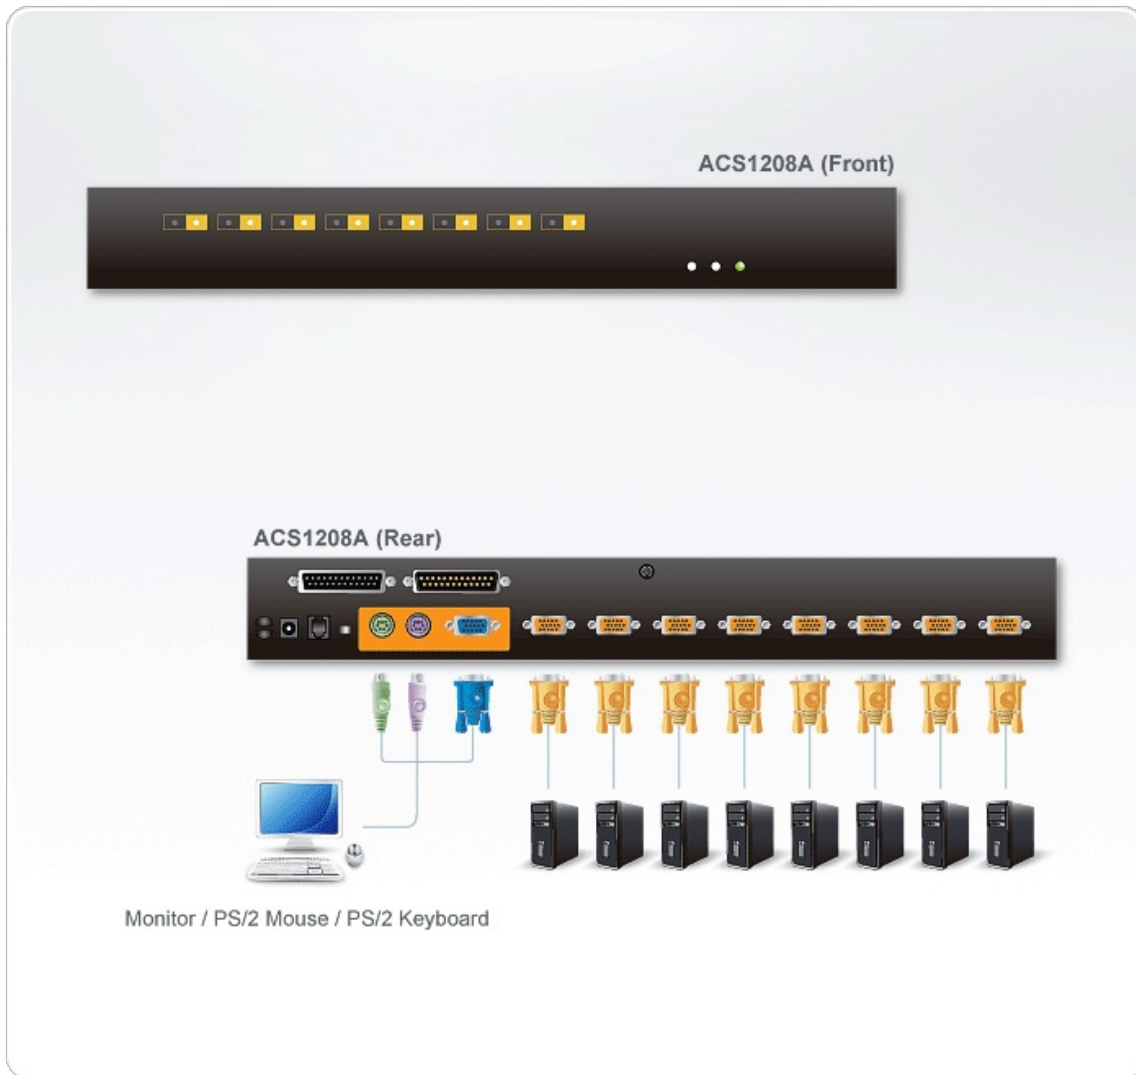 ACS1208A (Front)
ACS1208A (Rear)
Monitor / PS/2 Mouse / PS/2 Keyboard